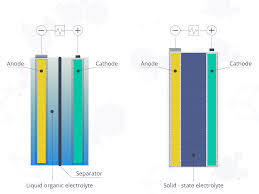 − +
− +
Anode
Cathode
Anode
Cathode
Separator
Liquid organic electrolyte
Solid - state electrolyte